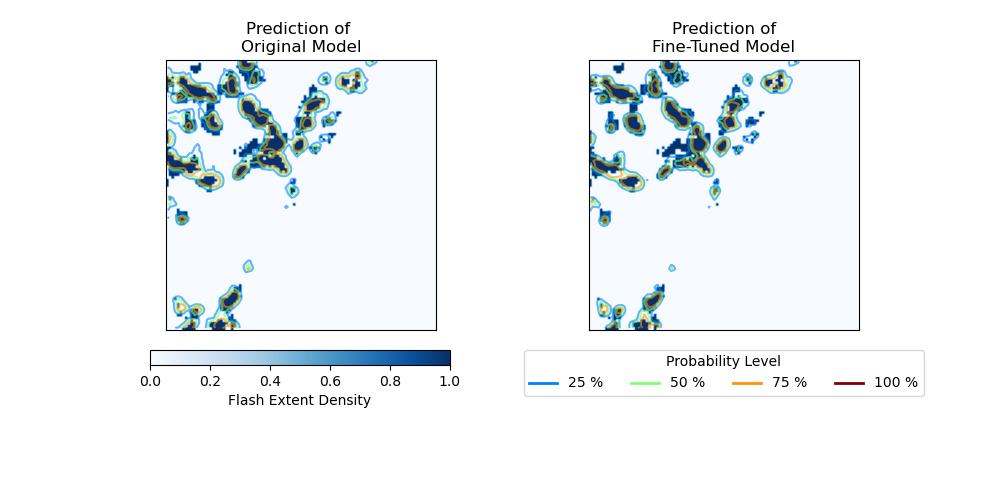 Prediction of
Original Model
Prediction of
Fine-Tuned Model
0.0 0.2 0.4 0.6 0.8 1.0
Flash Extent Density
Probability Level
25 % 50 % 75 % 100 %